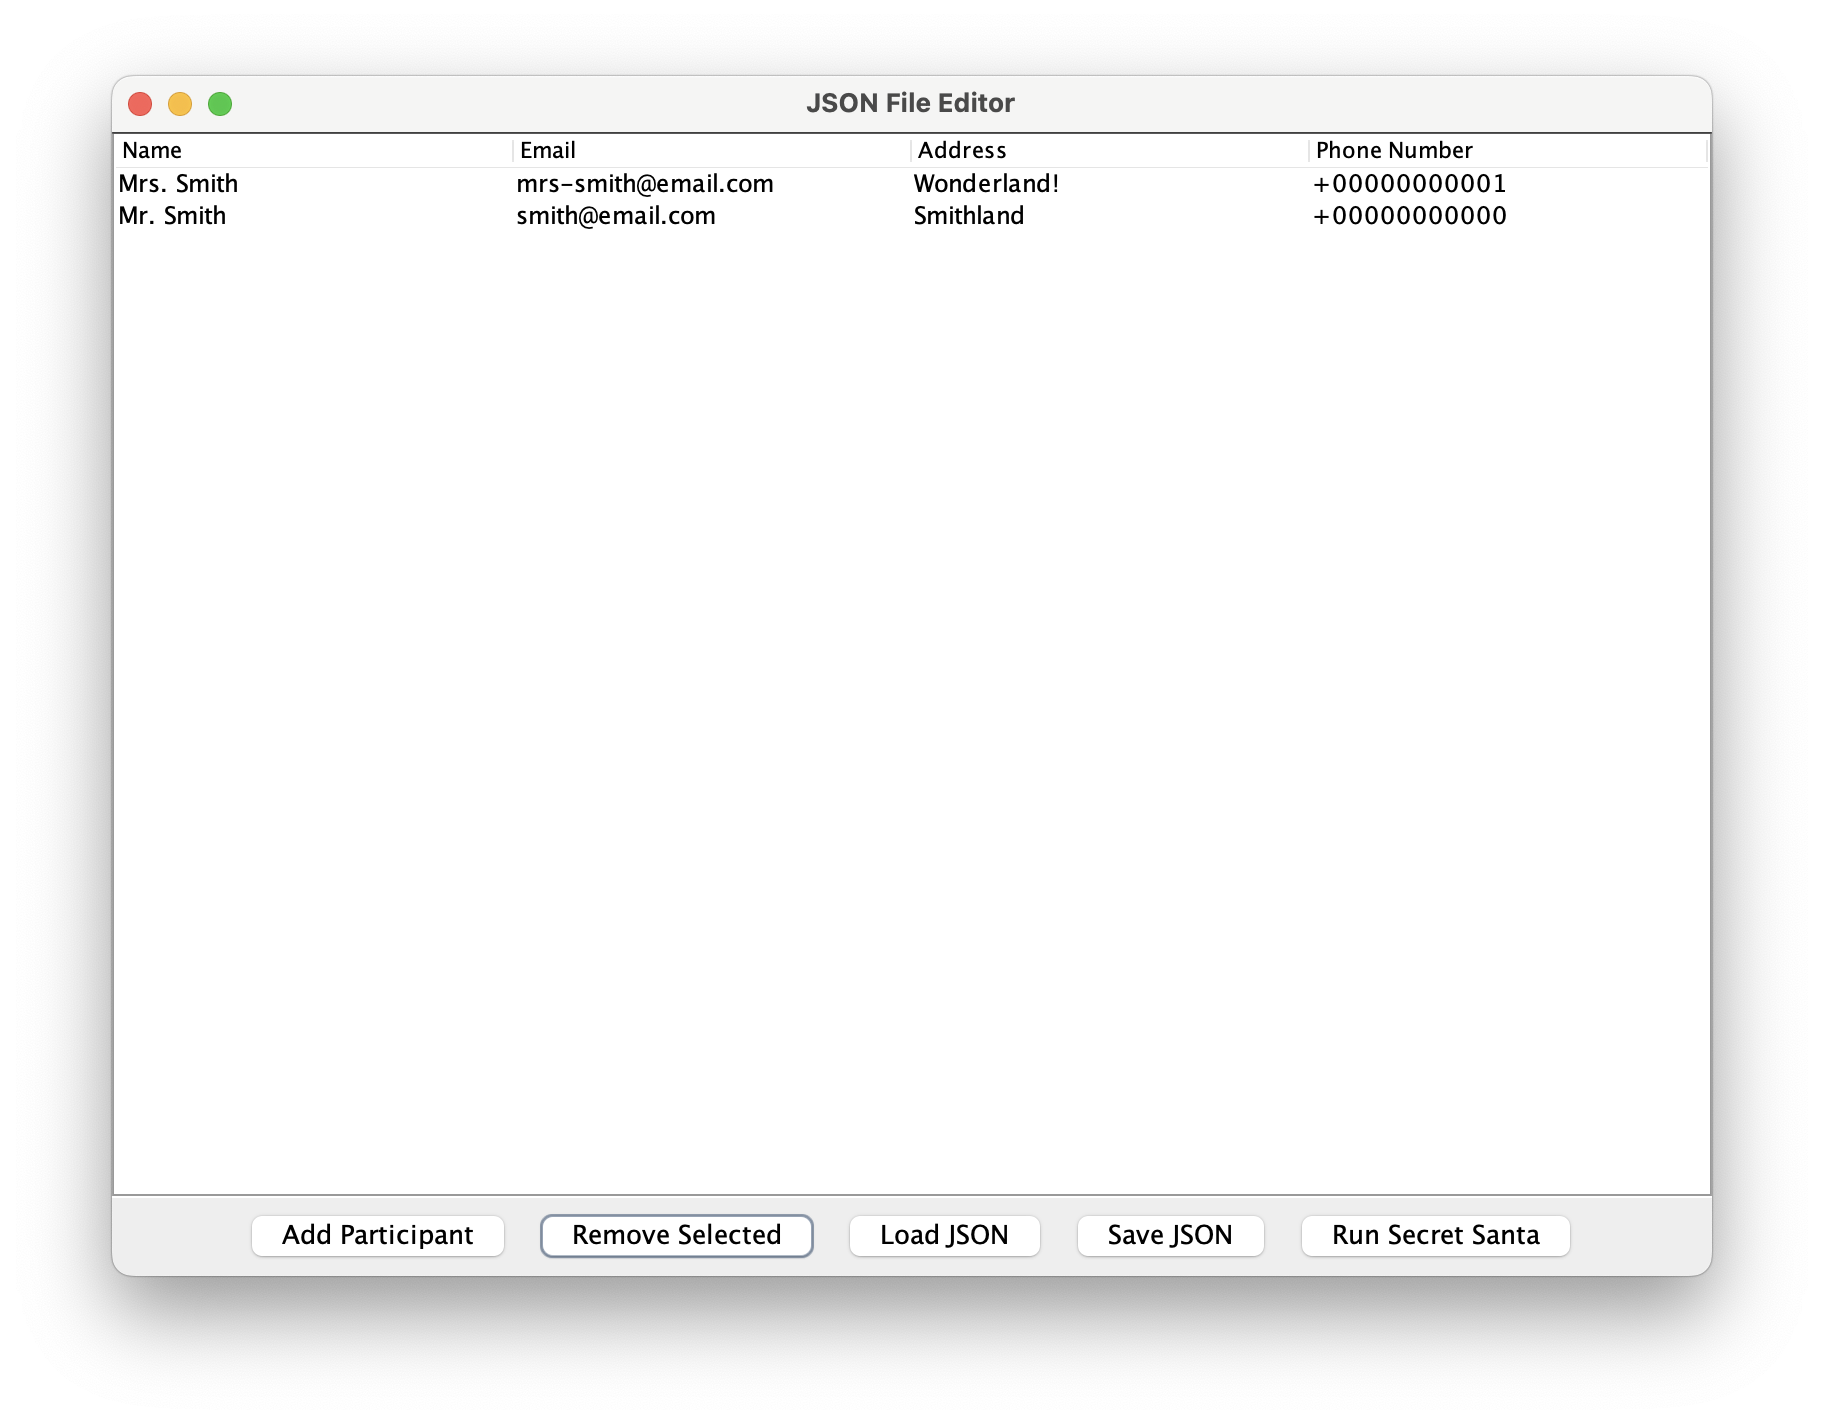 JSON File Editor
Name Email Address Phone Number
Mrs. Smith mrs-smith@email.com Wonderland! +00000000001
Mr. Smith smith@email.com Smithland +00000000000
Add Participant Remove Selected Load JSON Save JSON Run Secret Santa